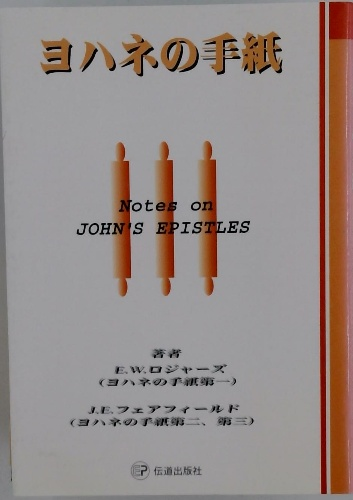 ヨハネの手紙
Notes on
JOHN'S EPISTLES
著者
E.W.ロジャーズ
(ヨハネの手紙第一)
J.E.フェアフィールド
(ヨハネの手紙第二、第三)
EP 伝道出版社